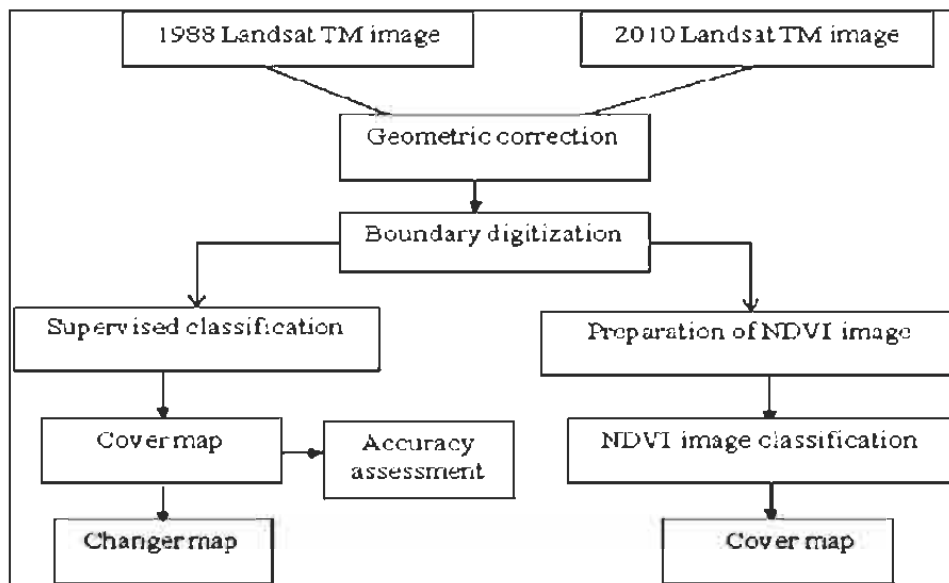 1988 Landsat TM image
2010 Landsat TM image
Geometric correction
Boundary digitization
Supervised classification
Preparation of NDVI image
Cover map
Accuracy
assessment
NDVI image classification
Changer map
Cover map